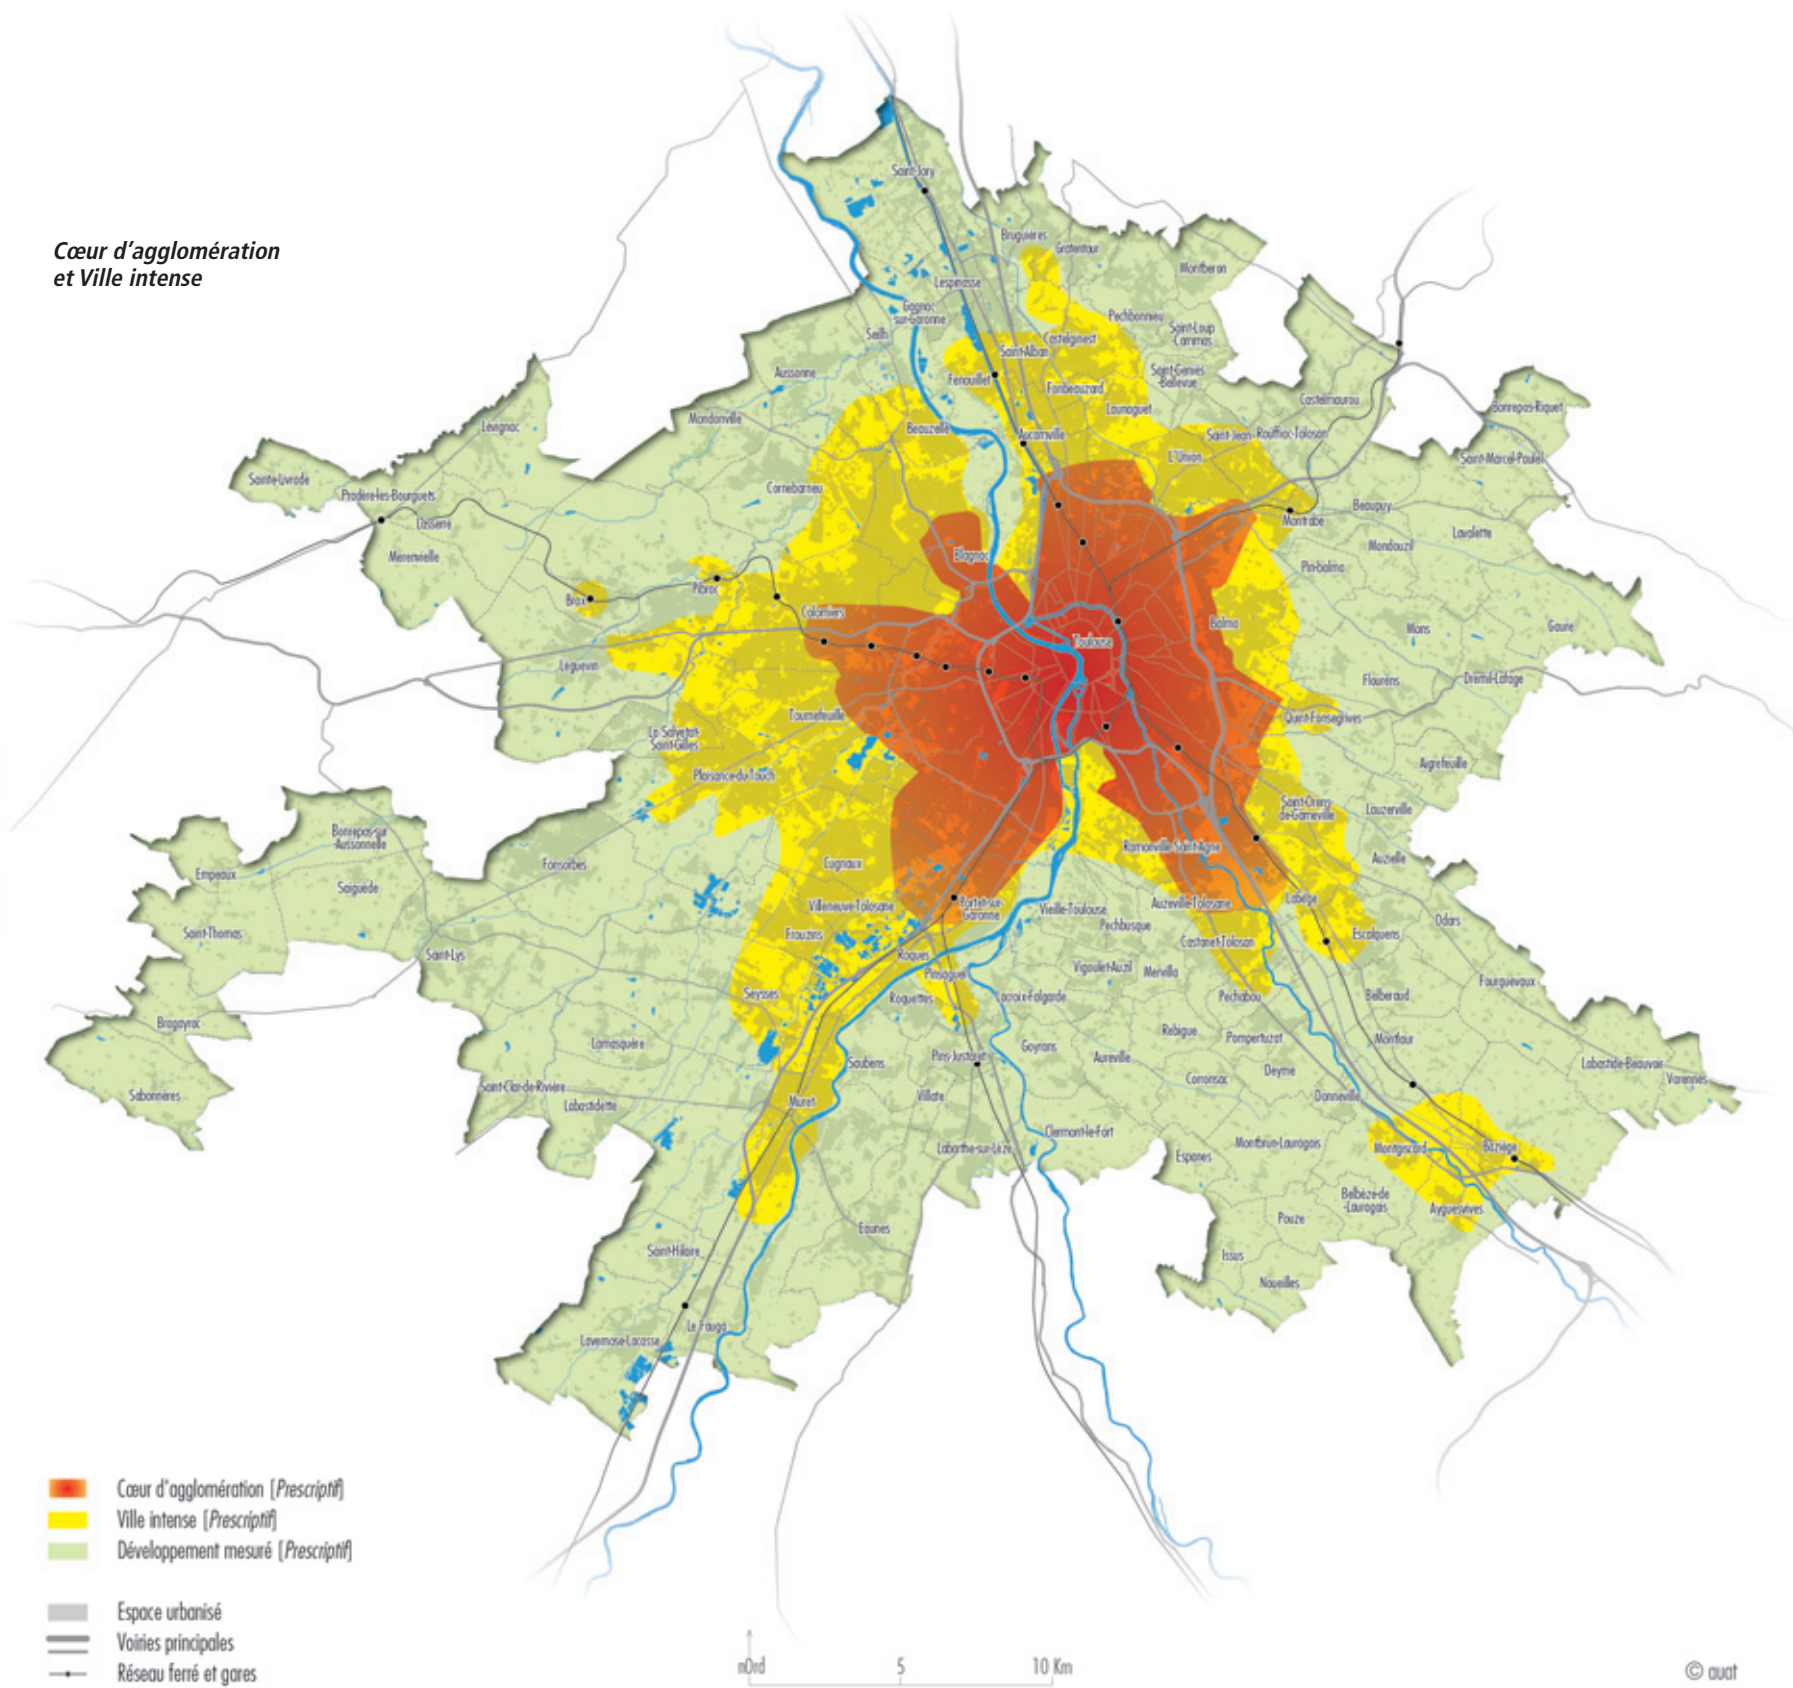 Cœur d'agglomération
et Ville intense
Saint-Jory
Bruguières
Gratentour
Montberon
Lespinasse
Gagnac
-sur-Garonne
Pechbonnieu
Saint-Loup
Cammas
Seilh
Castelginest
Saint-Alban
Aussonne
Fenouillet
Fonbeauzard
Saint-Geniès
-Bellevue
Launaguet
Castelmaurou
Bonrepos-Riquet
Mondonville
Lévignac
Beauzelle
Aucamville
Saint-Jean
Rouffiac-Tolosan
L'Union
Saint-Marcel-Paulel
Sainte-Livrade
Pradère-les-Bourguets
Cornebarrieu
Lasserre
Montrabe
Beaupuy
Lavalette
Merenvielle
Mondouzil
Blagnac
Pin-balma
Brax
Pibrac
Colomiers
Balma
Mons
Gauré
Toulouse
Léguevin
Flourens
Drémil-Lafage
Tournefeuille
Quint-Fonsegrives
La Salvetat-
Saint-Gilles
Plaisance-du-Touch
Aigrefeuille
Saint-Orens-
de-Gameville
Lauzerville
Bonrepos-sur
-Aussonnelle
Fonsorbes
Cugnaux
Ramonville Saint-Agne
Auzielle
Empeaux
Saiguède
Villeneuve-Tolosane
Portet-sur-
Garonne
Vieille-Toulouse
Auzeville-Tolosane
Labège
Saint-Thomas
Frouzins
Pechbusque
Odars
Escalquens
Castanet-Tolosan
Saint-Lys
Roques
Pinsaguel
Vigoulet-Auzil
Mervilla
Fourquevaux
Seysses
Roquettes
Lacroix-Falgarde
Pechabou
Belberaud
Bragayrac
Lamasquère
Rebigue
Pompertuzat
Montlaur
Goyrans
Saubens
Pins-Justaret
Aureville
Labastide-Beauvoir
Sabonnères
Saint-Clar-de-Rivière
Corronsac
Deyme
Varennes
Labastidette
Muret
Villate
Donneville
Clermont-le-Fort
Labarthe-sur-Lèze
Montbrun-Lauragais
Montgiscard
Baziège
Espanes
Belbèze-de
-Lauragais
Ayguesvives
Pouze
Eaunes
Saint-Hilaire
Issus
Noueilles
Le Fauga
Lavernose-Lacasse
Cœur d'agglomération [Prescriptif]
Ville intense [Prescriptif]
Développement mesuré [Prescriptif]
Espace urbanisé
Voiries principales
Réseau ferré et gares
nOrd
5
10 Km
© auat